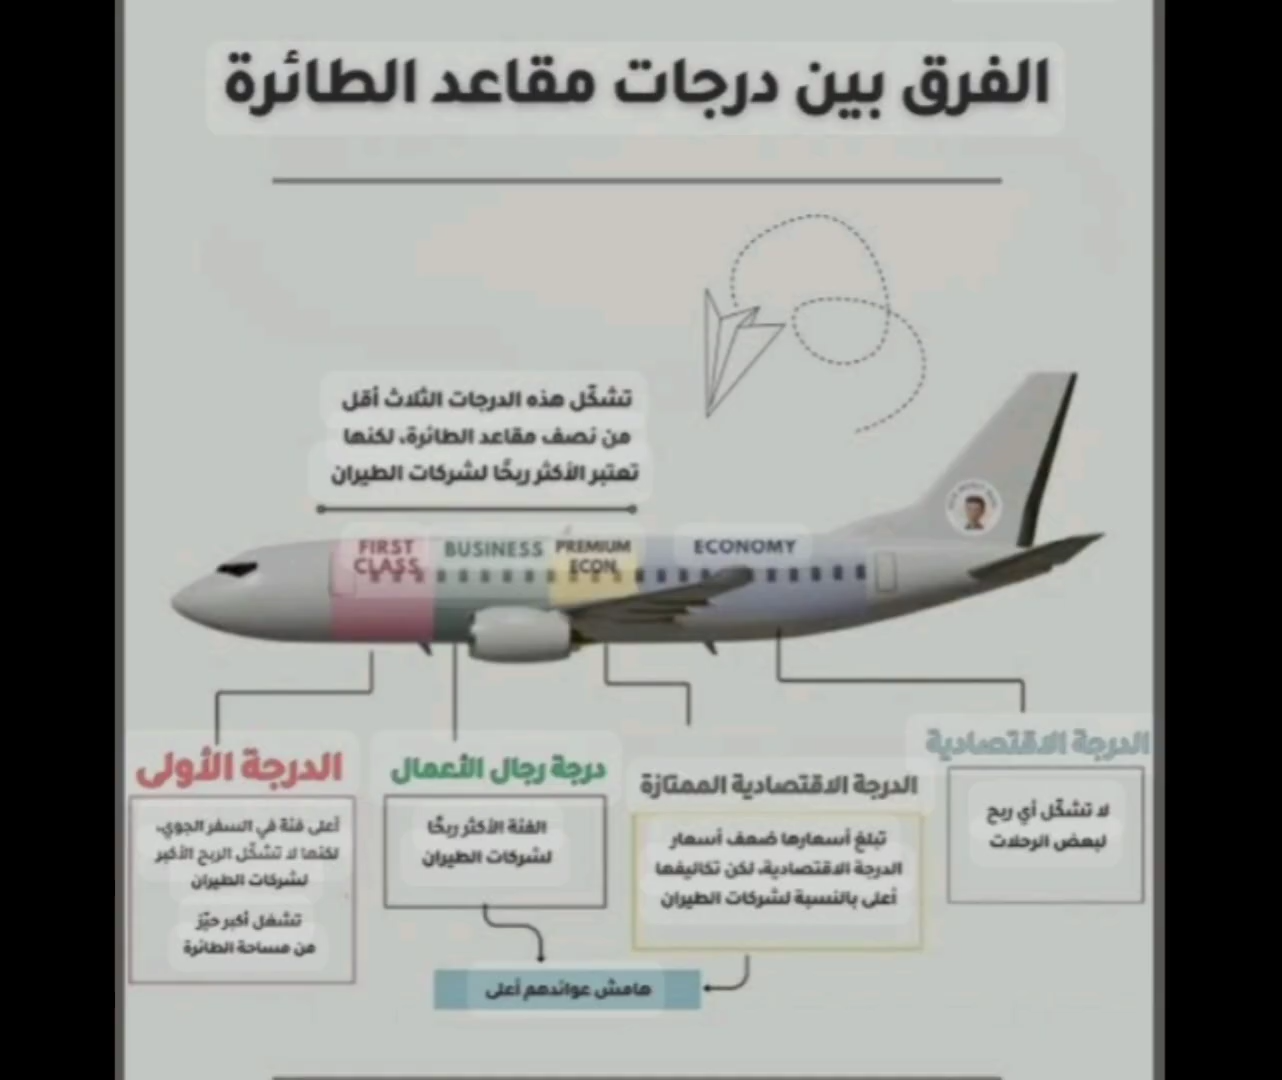 الفرق بين درجات مقاعد الطائرة
تشكّل هذه الدرجات الثلاث أقل
من نصف مقاعد الطائرة، لكنها
تعتبر الأكثر ربحًا لشركات الطيران
FIRST
CLASS
BUSINESS
PREMIUM
ECON
ECONOMY
الدرجة الاقتصادية
لا تشكّل أي ربح
لبعض الرحلات
الدرجة الاقتصادية الممتازة
تبلغ أسعارها ضعف أسعار
الدرجة الاقتصادية، لكن تكاليفها
أعلى بالنسبة لشركات الطيران
درجة رجال الأعمال
الفئة الأكثر ربحًا
لشركات الطيران
هامش عوائدهم أعلى
الدرجة الأولى
أعلى فئة في السفر الجوي،
لكنها لا تشكّل الربح الأكبر
لشركات الطيران
تشغل أكبر حيّز
من مساحة الطائرة